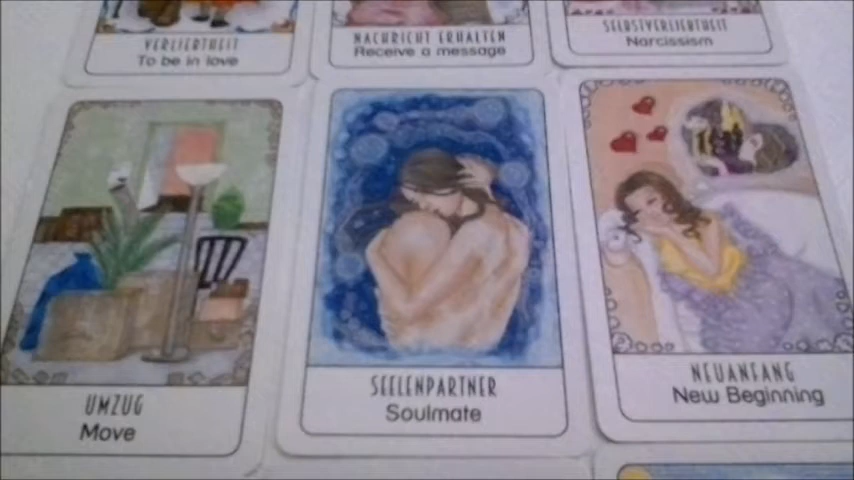 VERLIEBTHEIT
To be in love
NACHRICHT ERHALTEN
Receive a message
SELBSTVERLIEBTHEIT
Narcissism
UMZUG
Move
SEELENPARTNER
Soulmate
NEUANFANG
New Beginning